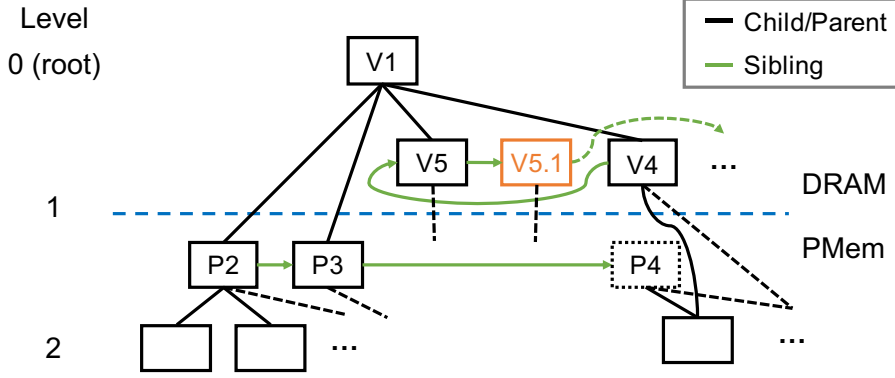 Level
0 (root)
V1
Child/Parent
Sibling
V5
V5.1
V4
...
DRAM
1
PMem
P2
P3
P4
2
...
...